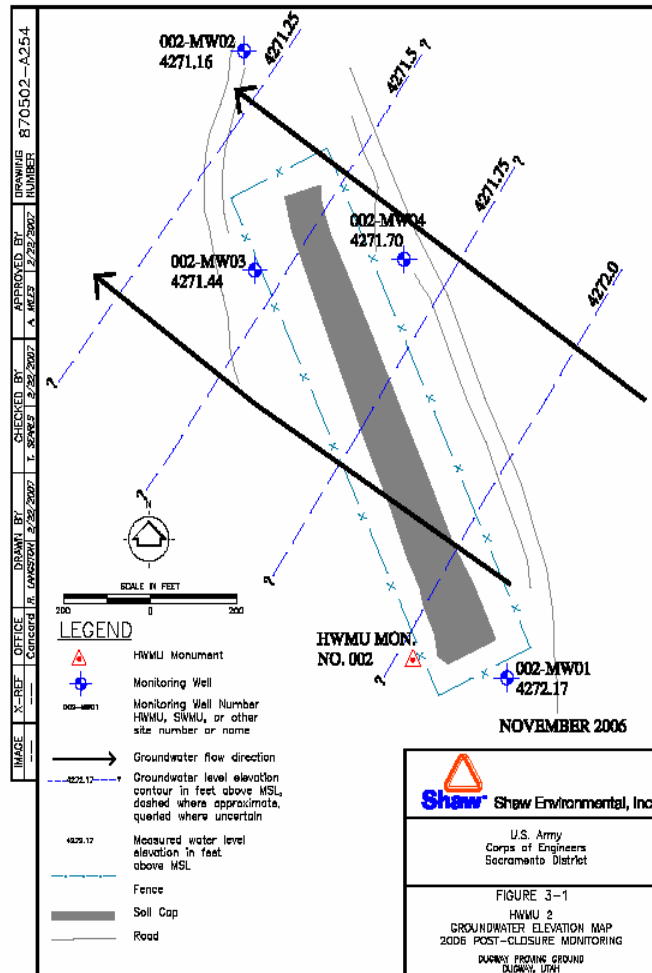 002-MW02
4271.16
4271.25
4271.5 ?
4271.75 ?
4272.0
002-MW04
4271.70
002-MW03
4271.44
?
?
?
?
N
SCALE IN FEET
200 0 200
HWMU MON.
NO. 002
002-MW01
4272.17
NOVEMBER 2006
LEGEND
HWMU Monument
Monitoring Well
002-MW01
Monitoring Well Number
HWMU, SWMU, or other
site number or name
Groundwater flow direction
4272.17 ?
Groundwater level elevation
contour in feet above MSL,
dashed where approximate,
queried where uncertain
4272.17
Measured water level
elevation in feet
above MSL
Fence
Soil Cap
Road
Shaw Shaw Environmental, Inc
U.S. Army
Corps of Engineers
Sacramento District
FIGURE 3-1
HWMU 2
GROUNDWATER ELEVATION MAP
2006 POST-CLOSURE MONITORING
DUGWAY PROVING GROUND
DUGWAY, UTAH
IMAGE ---
X-REF ---
OFFICE Concord
DRAWN BY R. LANGSTON 2/22/2007
CHECKED BY T. SEARLS 2/22/2007
APPROVED BY A. MILES 2/22/2007
DRAWING NUMBER 870502-A254